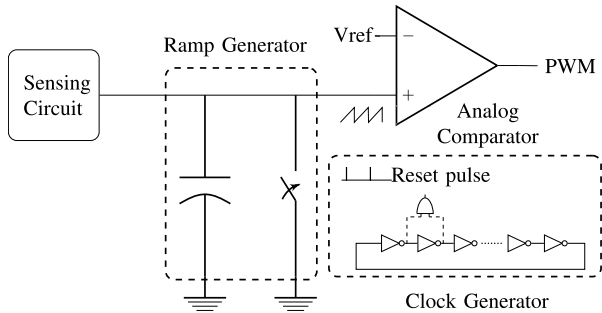 Ramp Generator
Vref
−
PWM
Sensing
Circuit
+
Analog
Comparator
Reset pulse
Clock Generator